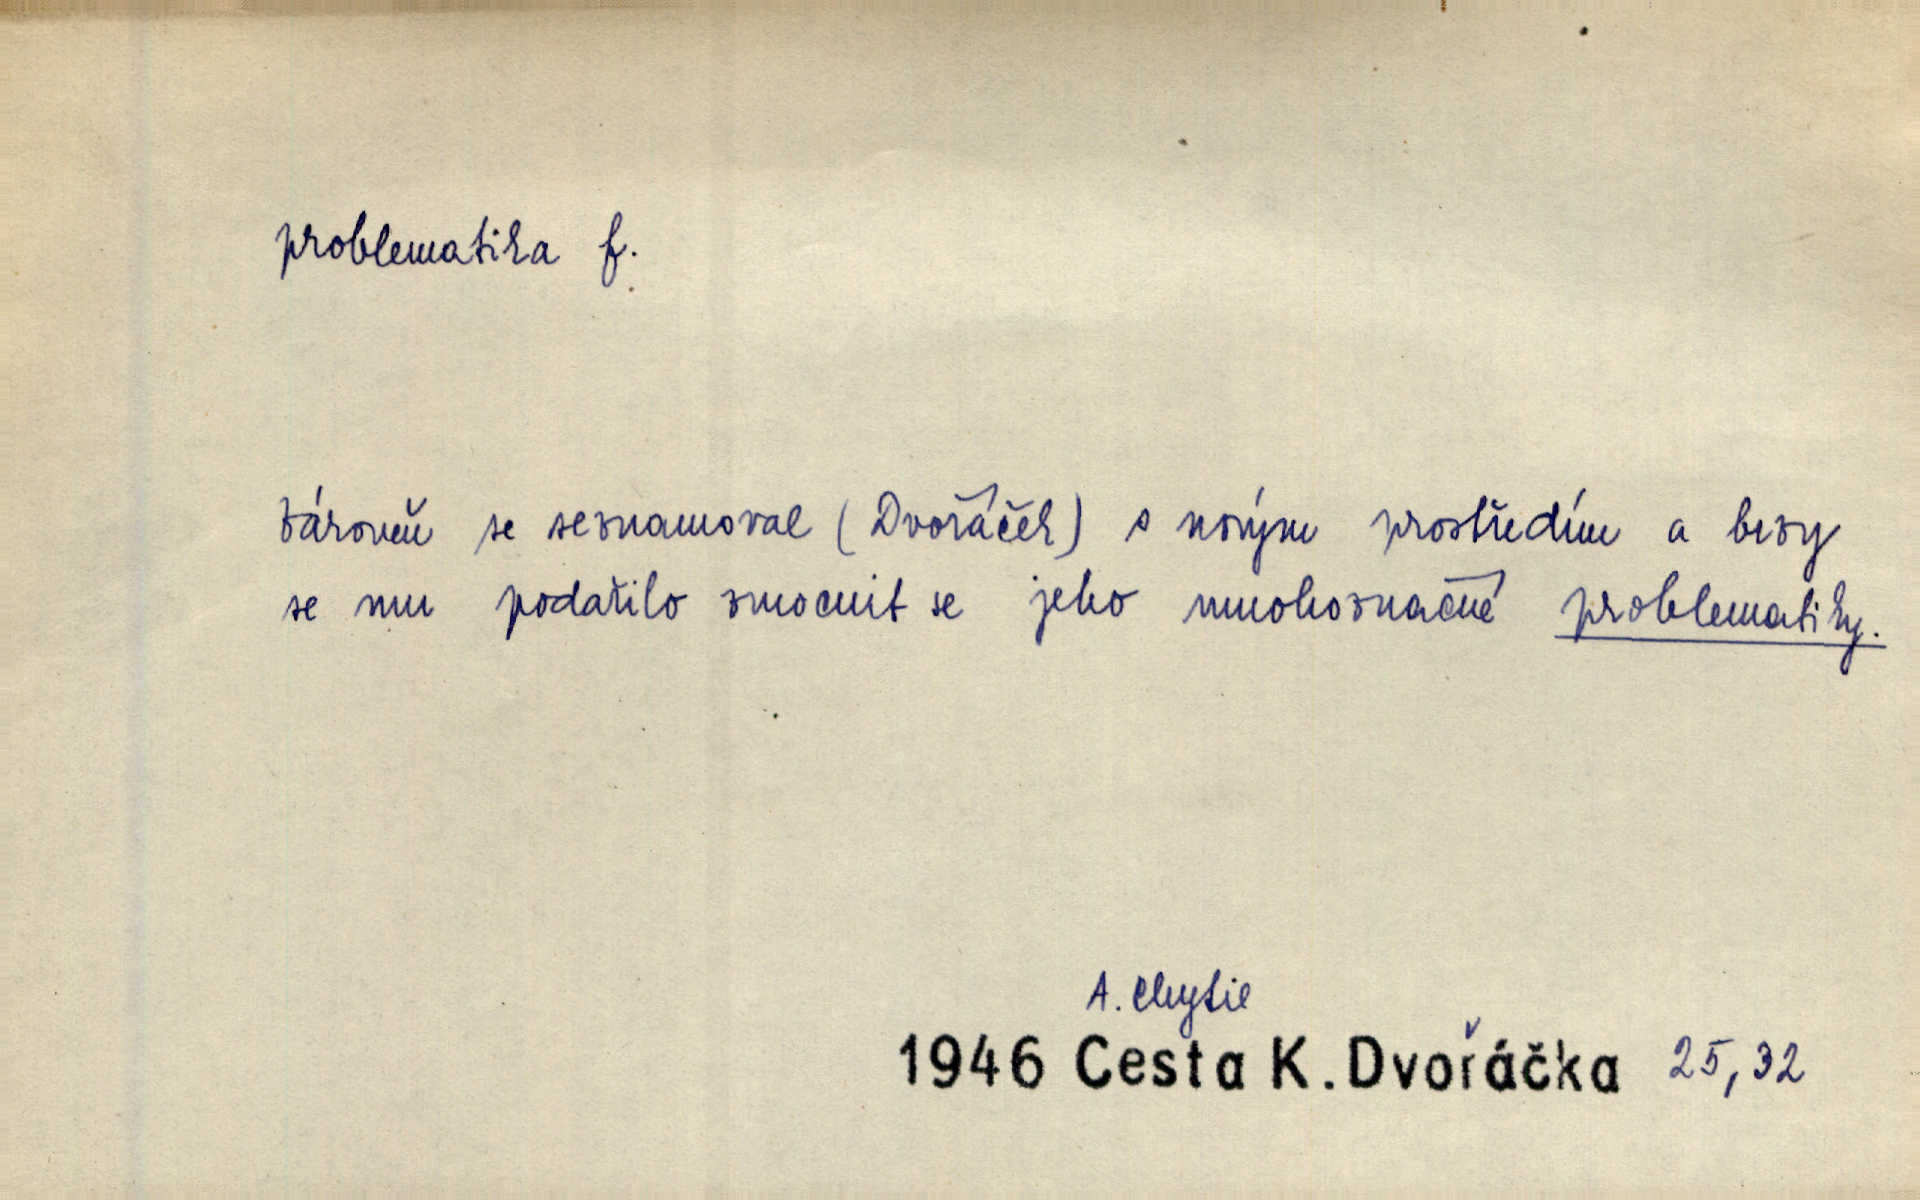 problematika f.
zároveň se seznamoval (Dvořáček) s novým prostředím a brzy
se mu podařilo zmocnit se jeho mnohoznačné problematiky.
A. Chytil
1946 Cesta K. Dvořáčka 25,32